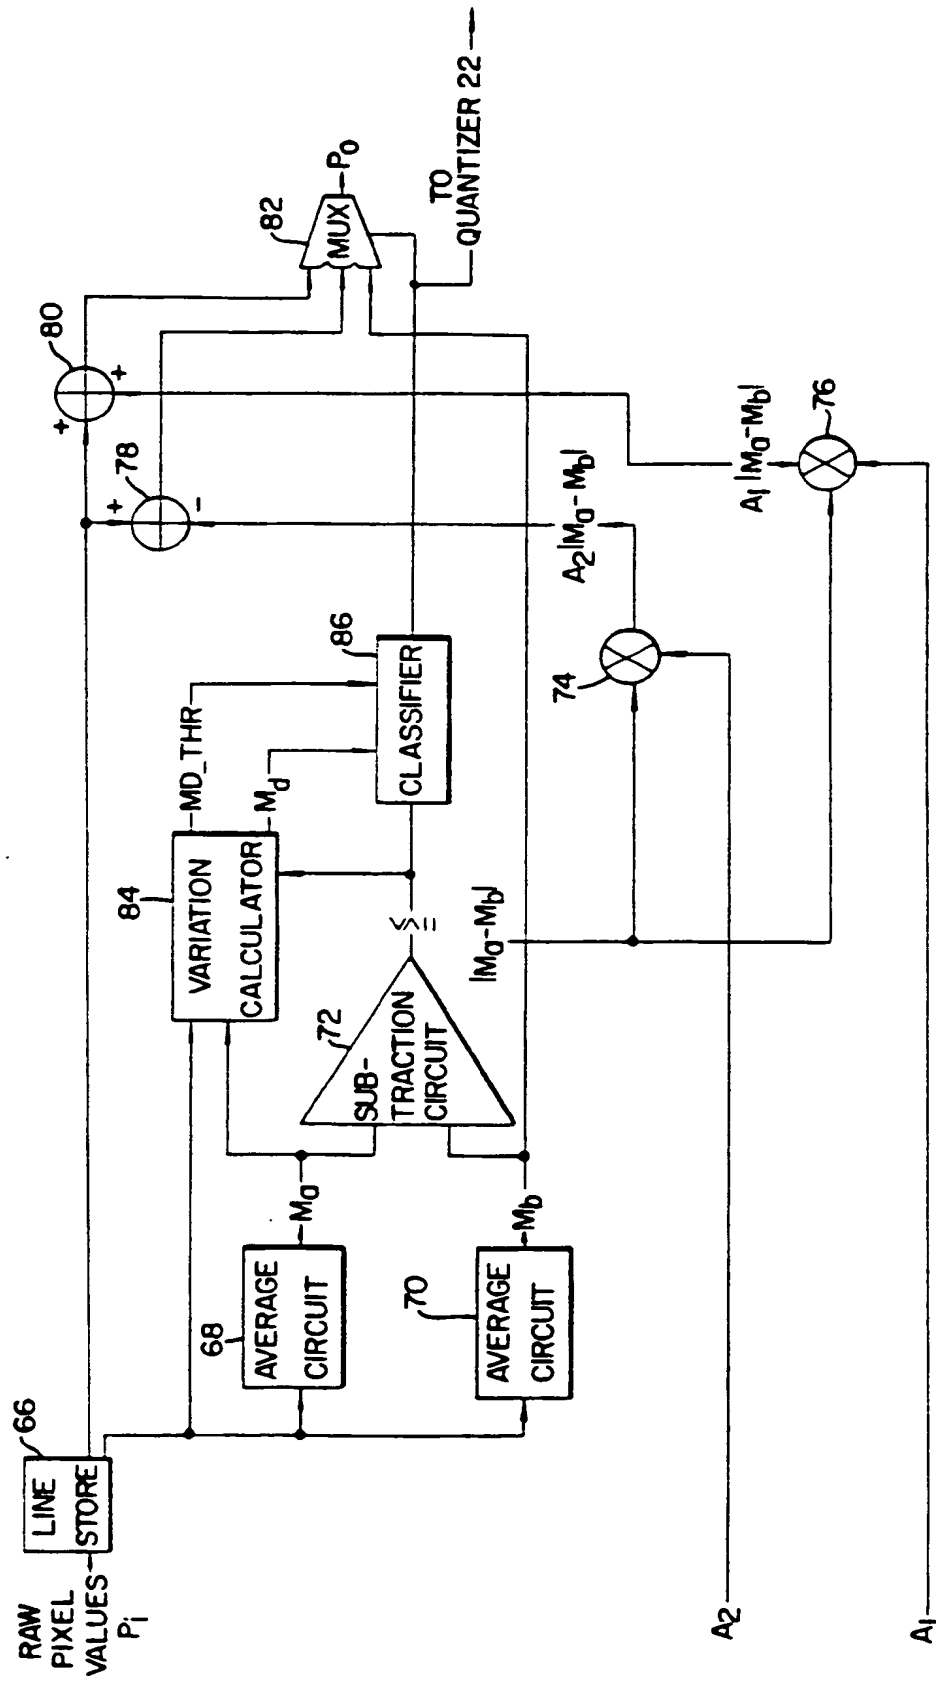 RAW
PIXEL
VALUES
Pi
LINE
STORE
66
68
AVERAGE
CIRCUIT
Ma
70
AVERAGE
CIRCUIT
Mb
72
SUB-
TRACTION
CIRCUIT
84
VARIATION
CALCULATOR
MD_THR
Md
> < =
|Ma-Mb|
86
CLASSIFIER
74
A2|Ma-Mb|
78
+
-
80
+
+
82
MUX
Po
TO
QUANTIZER 22
A1 |Ma-Mb|
76
A2
A1